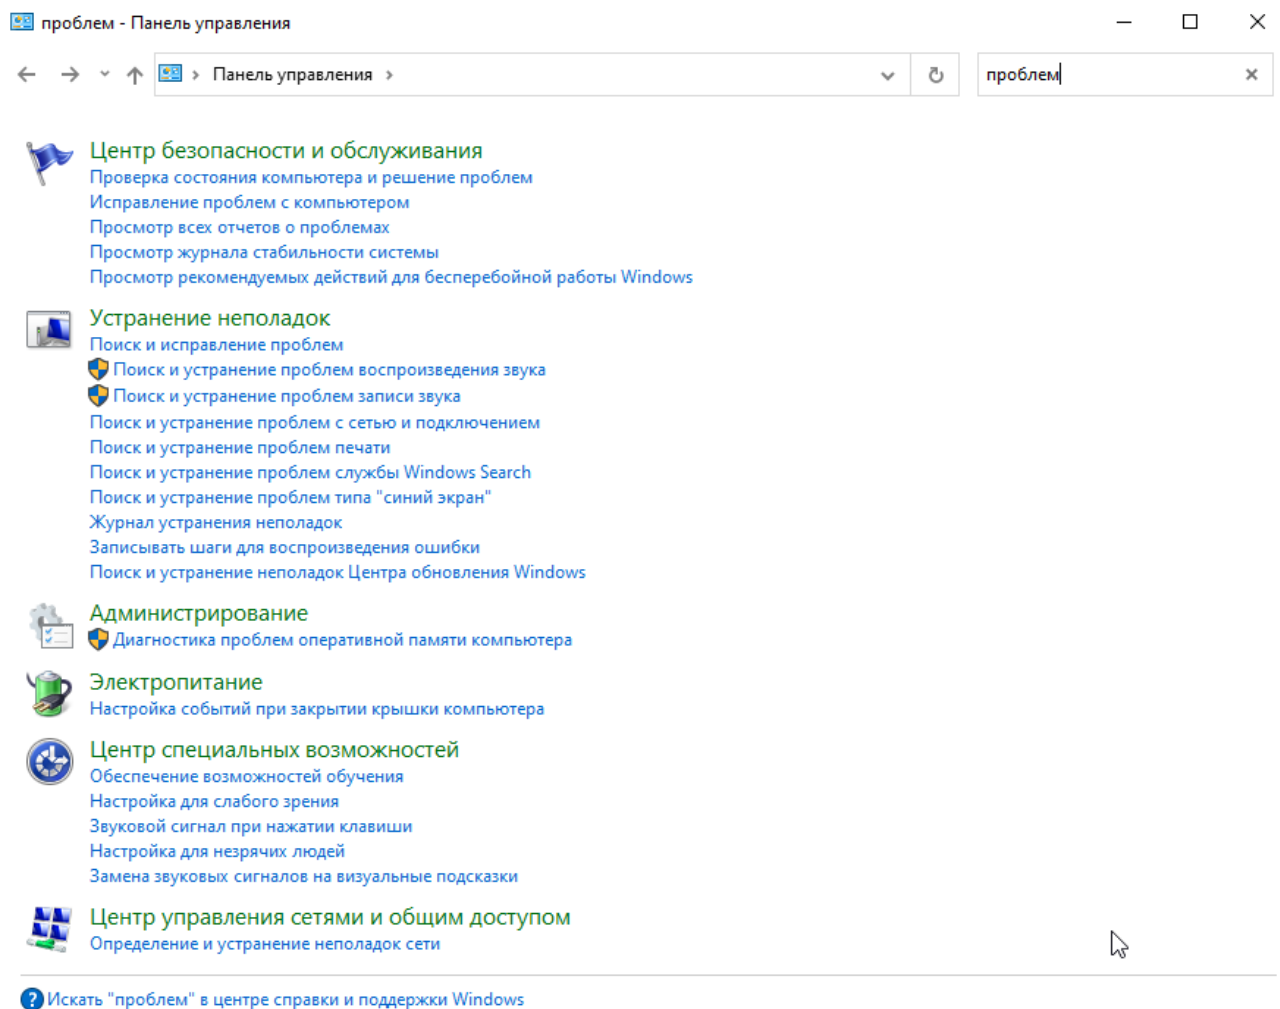 проблем - Панель управления
Панель управления
проблем
Центр безопасности и обслуживания
Проверка состояния компьютера и решение проблем
Исправление проблем с компьютером
Просмотр всех отчетов о проблемах
Просмотр журнала стабильности системы
Просмотр рекомендуемых действий для бесперебойной работы Windows
Устранение неполадок
Поиск и исправление проблем
Поиск и устранение проблем воспроизведения звука
Поиск и устранение проблем записи звука
Поиск и устранение проблем с сетью и подключением
Поиск и устранение проблем печати
Поиск и устранение проблем службы Windows Search
Поиск и устранение проблем типа "синий экран"
Журнал устранения неполадок
Записывать шаги для воспроизведения ошибки
Поиск и устранение неполадок Центра обновления Windows
Администрирование
Диагностика проблем оперативной памяти компьютера
Электропитание
Настройка событий при закрытии крышки компьютера
Центр специальных возможностей
Обеспечение возможностей обучения
Настройка для слабого зрения
Звуковой сигнал при нажатии клавиши
Настройка для незрячих людей
Замена звуковых сигналов на визуальные подсказки
Центр управления сетями и общим доступом
Определение и устранение неполадок сети
Искать "проблем" в центре справки и поддержки Windows